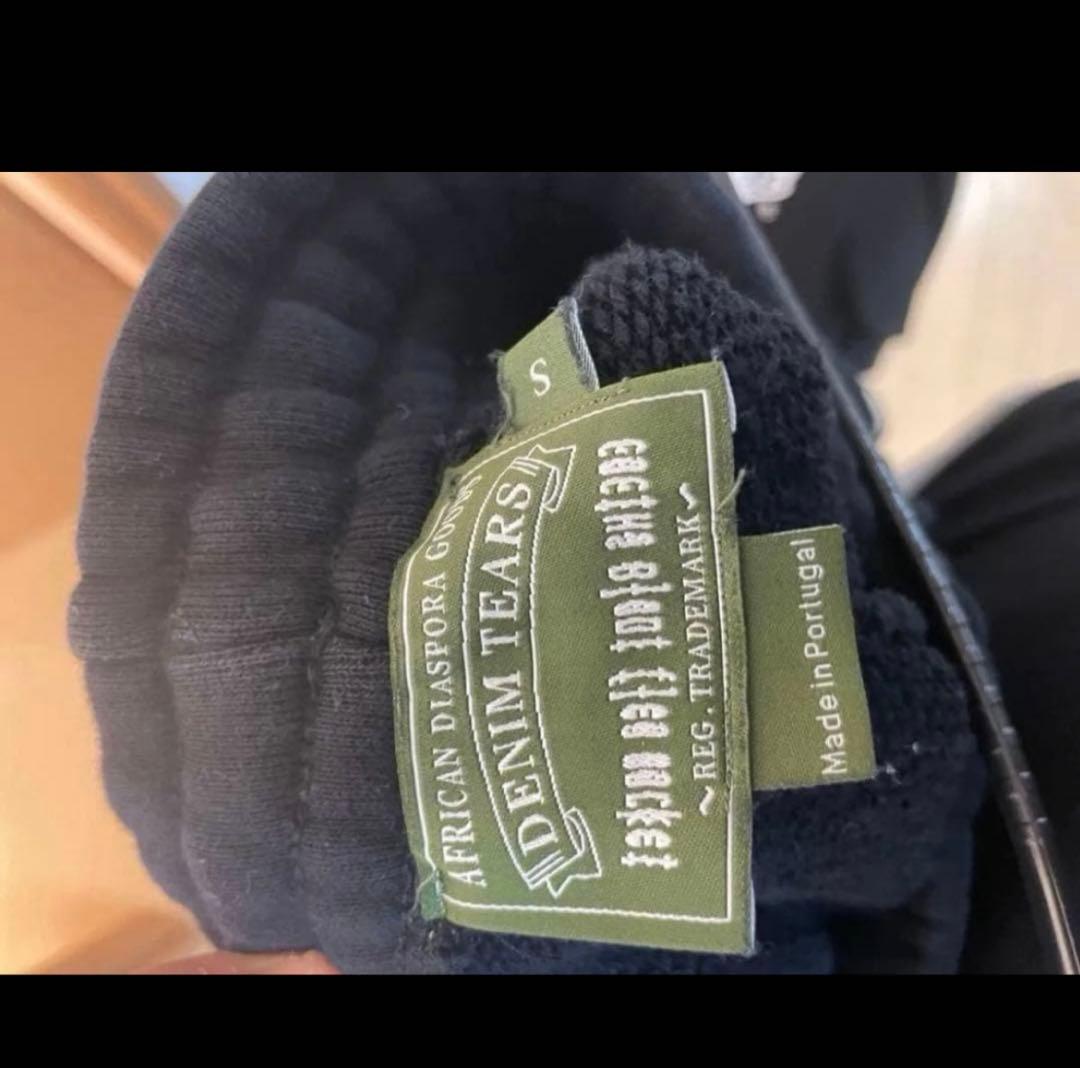 S
AFRICAN DIASPORA GOODS
DENIM TEARS
cactus plant flea market
~REG. TRADEMARK~
Made in Portugal